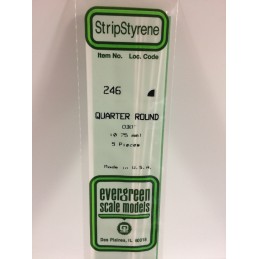 StripStyrene
Item No. Loc. Code
246
QUARTER ROUND
.030"
(0.75 mm)
5 Pieces
Made in U.S.A.
evergreen
scale models
Des Plaines, IL 60018